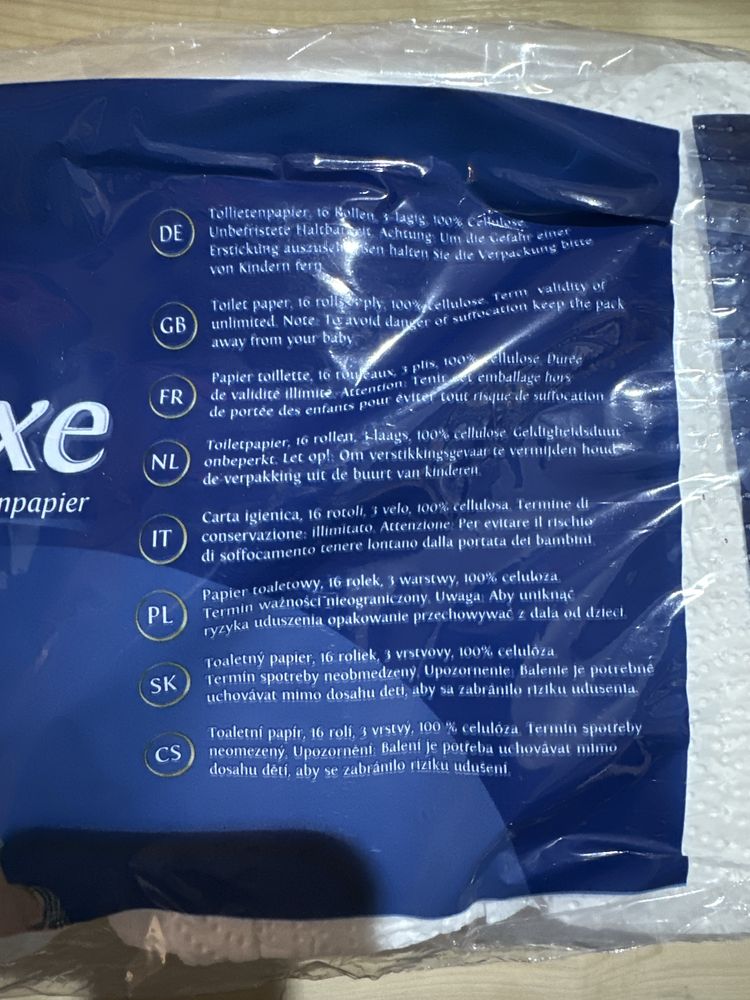 DE
Tollietenpapier, 16 Rollen, 3-lagig, 100% Cellulose.
Unbefristete Haltbarkeit. Achtung: Um die Gefahr einer
Erstickung auszuschließen halten Sie die Verpackung bitte
von Kindern fern.
GB
Toilet paper, 16 rolls, ply, 100% cellulose. Term validity of
unlimited. Note: To avoid danger of suffocation keep the pack
away from your baby.
xe
FR
Papier toillette, 16 rouleaux, 3 plis, 100% cellulose. Durée
de validité illimité. Attention: Tenir cet emballage hors
de portée des enfants pour éviter tout risque de suffocation
NL
Toiletpapier, 16 rollen, 3-laags, 100% cellulose. Geldigheidsduur
onbeperkt. Let op!: Om verstikkingsgevaar te vermijden houd
de verpakking uit de buurt van kinderen.
npapier
IT
Carta igienica, 16 rotoli, 3 velo, 100% cellulosa. Termine di
conservazione: illimitato. Attenzione: Per evitare il rischio
di soffocamento tenere lontano dalla portata dei bambini.
PL
Papier toaletowy, 16 rolek, 3 warstwy, 100% celuloza.
Termin ważności nieograniczony. Uwaga: Aby uniknąć
ryzyka uduszenia opakowanie przechowywać z dala od dzieci.
SK
Toaletný papier, 16 roliek, 3 vrstvovy, 100% celulóza.
Termín spotreby neobmedzený. Upozornenie: Balenie je potrebné
uchovávat mimo dosahu detí, aby sa zabránilo riziku udusenia.
CS
Toaletní papír, 16 rolí, 3 vrstvý, 100 % celulóza. Termín spotřeby
neomezený. Upozornění: Balení je potřeba uchovávat mimo
dosahu dětí, aby se zabránilo riziku udušení.